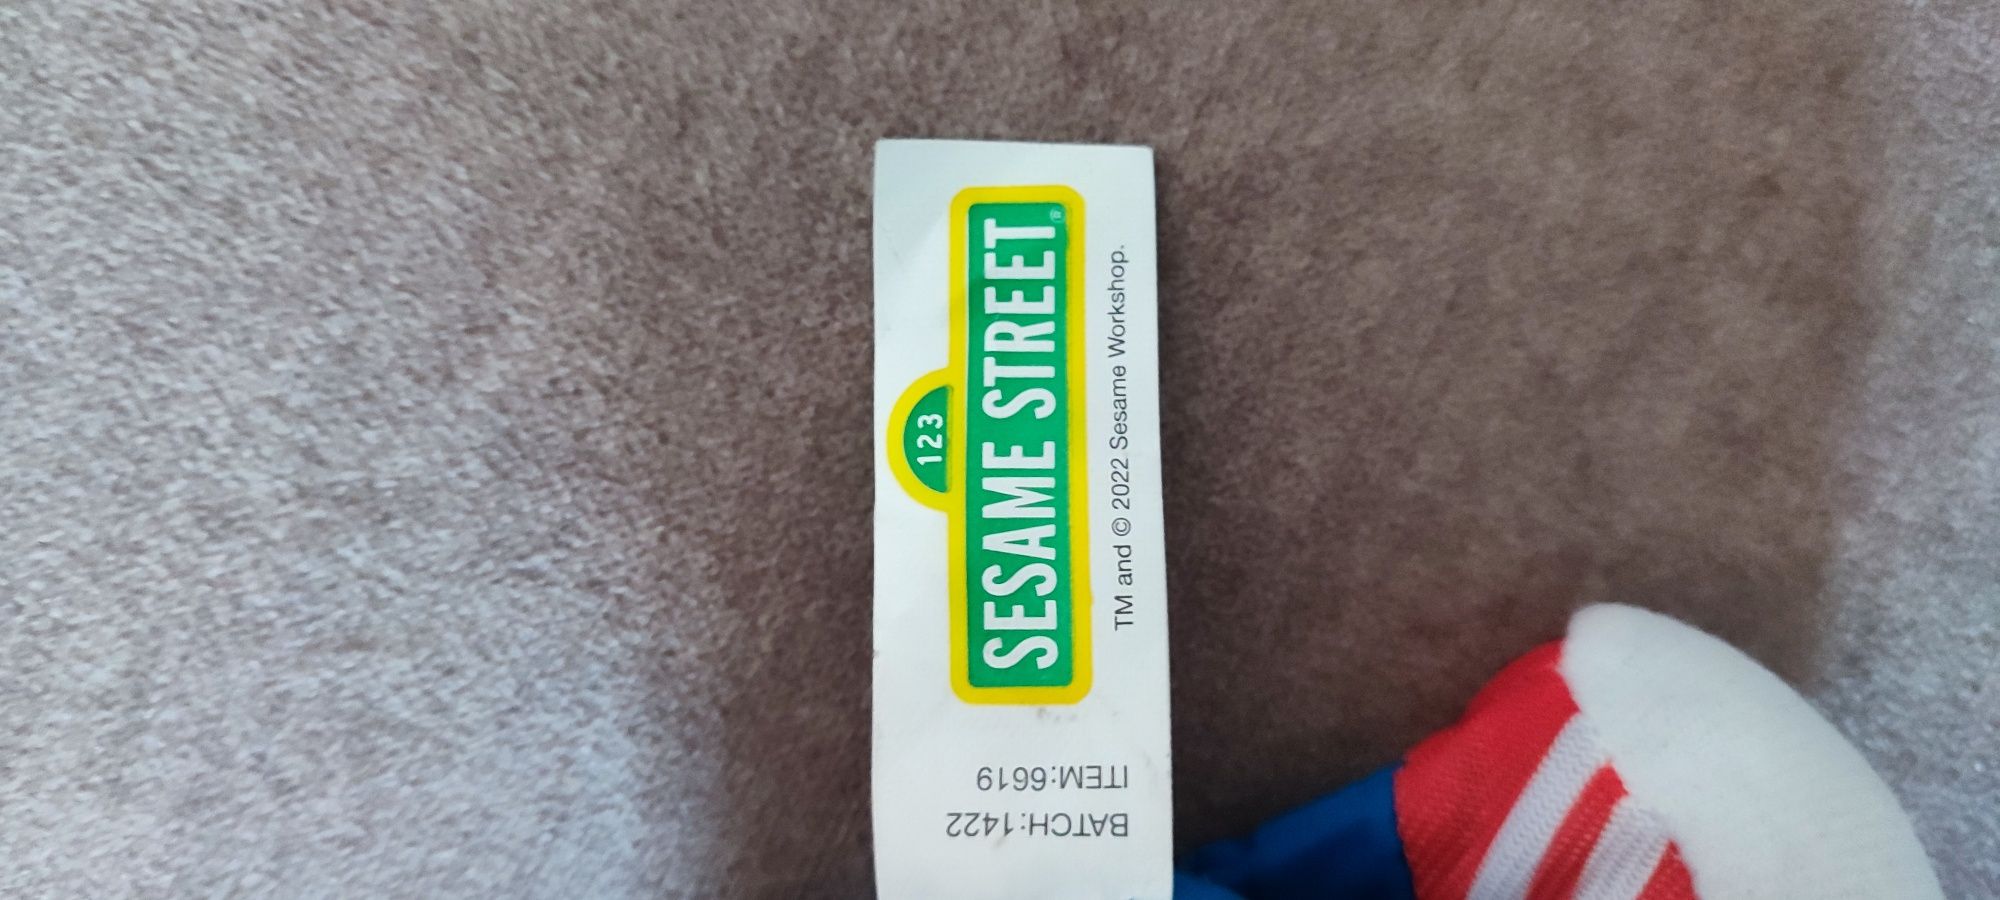 123
SESAME STREET®
TM and © 2022 Sesame Workshop.
BATCH:1422
ITEM:6619